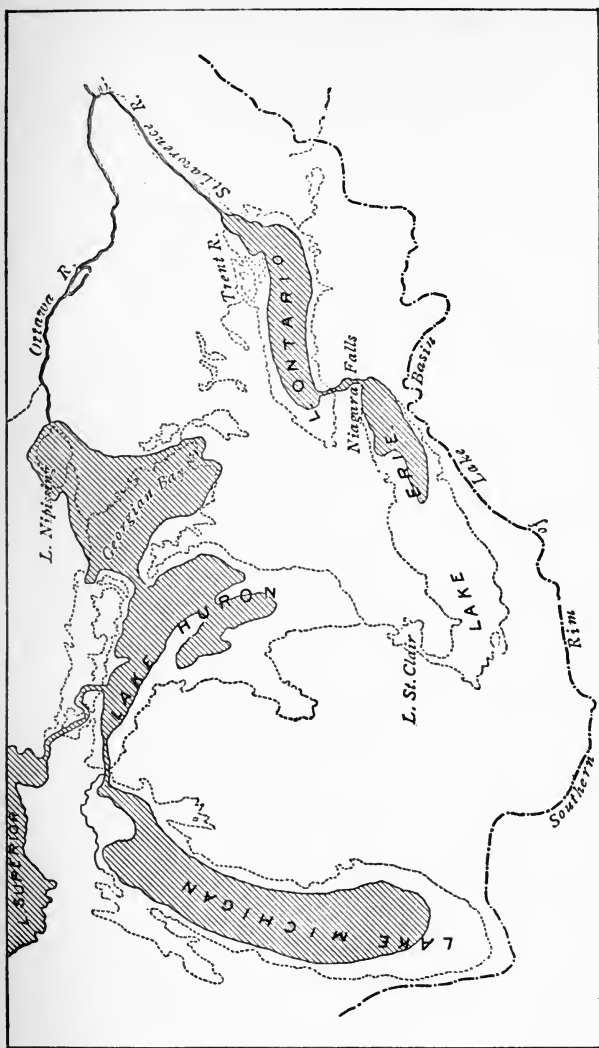 L. SUPERIOR
L. Nipissing
Ottawa R.
Georgian Bay
St. Lawrence R.
Trent R.
LAKE HURON
L. ONTARIO
Niagara Falls
LAKE MICHIGAN
L. St. Clair
LAKE ERIE
Southern Rim Lake Basin